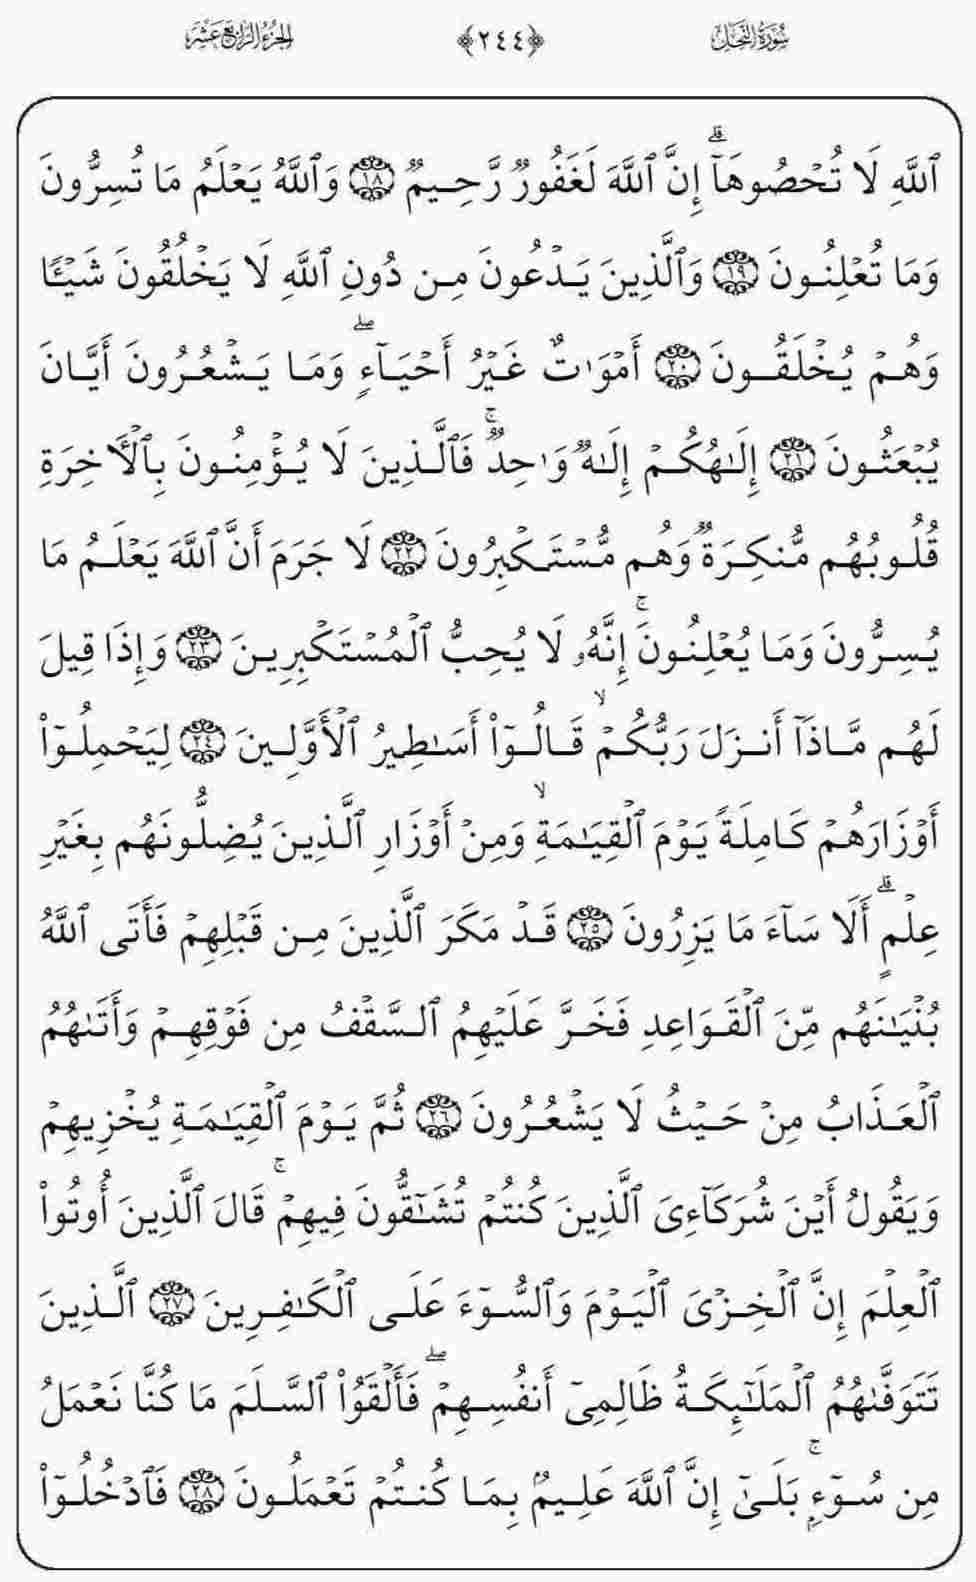 سُورَةُ النَّحۡلِ ﴿٢٤٤﴾ الجُزءُ الرَّابِعَ عَشَرَ
ٱللَّهِ لَا تُحۡصُوهَآۗ إِنَّ ٱللَّهَ لَغَفُورٞ رَّحِيمٞ ١٨ وَٱللَّهُ يَعۡلَمُ مَا تُسِرُّونَ
وَمَا تُعۡلِنُونَ ١٩ وَٱلَّذِينَ يَدۡعُونَ مِن دُونِ ٱللَّهِ لَا يَخۡلُقُونَ شَيۡـٔٗا
وَهُمۡ يُخۡلَقُونَ ٢٠ أَمۡوَٰتٌ غَيۡرُ أَحۡيَآءٖۖ وَمَا يَشۡعُرُونَ أَيَّانَ
يُبۡعَثُونَ ٢١ إِلَٰهُكُمۡ إِلَٰهٞ وَٰحِدٞۚ فَٱلَّذِينَ لَا يُؤۡمِنُونَ بِٱلۡأٓخِرَةِ
قُلُوبُهُم مُّنكِرَةٞ وَهُم مُّسۡتَكۡبِرُونَ ٢٢ لَا جَرَمَ أَنَّ ٱللَّهَ يَعۡلَمُ مَا
يُسِرُّونَ وَمَا يُعۡلِنُونَۚ إِنَّهُۥ لَا يُحِبُّ ٱلۡمُسۡتَكۡبِرِينَ ٢٣ وَإِذَا قِيلَ
لَهُم مَّاذَآ أَنزَلَ رَبُّكُمۡۙ قَالُوٓاْ أَسَٰطِيرُ ٱلۡأَوَّلِينَ ٢٤ لِيَحۡمِلُوٓاْ
أَوۡزَارَهُمۡ كَامِلَةٗ يَوۡمَ ٱلۡقِيَٰمَةِۙ وَمِنۡ أَوۡزَارِ ٱلَّذِينَ يُضِلُّونَهُم بِغَيۡرِ
عِلۡمٍۗ أَلَا سَآءَ مَا يَزِرُونَ ٢٥ قَدۡ مَكَرَ ٱلَّذِينَ مِن قَبۡلِهِمۡ فَأَتَى ٱللَّهُ
بُنۡيَٰنَهُم مِّنَ ٱلۡقَوَاعِدِ فَخَرَّ عَلَيۡهِمُ ٱلسَّقۡفُ مِن فَوۡقِهِمۡ وَأَتَىٰهُمُ
ٱلۡعَذَابُ مِنۡ حَيۡثُ لَا يَشۡعُرُونَ ٢٦ ثُمَّ يَوۡمَ ٱلۡقِيَٰمَةِ يُخۡزِيهِمۡ
وَيَقُولُ أَيۡنَ شُرَكَآءِيَ ٱلَّذِينَ كُنتُمۡ تُشَٰٓقُّونَ فِيهِمۡۚ قَالَ ٱلَّذِينَ أُوتُواْ
ٱلۡعِلۡمَ إِنَّ ٱلۡخِزۡيَ ٱلۡيَوۡمَ وَٱلسُّوٓءَ عَلَى ٱلۡكَٰفِرِينَ ٢٧ ٱلَّذِينَ
تَتَوَفَّىٰهُمُ ٱلۡمَلَٰٓئِكَةُ ظَالِمِيٓ أَنفُسِهِمۡۖ فَأَلۡقَوُاْ ٱلسَّلَمَ مَا كُنَّا نَعۡمَلُ
مِن سُوٓءِۭۚ بَلَىٰٓ إِنَّ ٱللَّهَ عَلِيمُۢ بِمَا كُنتُمۡ تَعۡمَلُونَ ٢٨ فَٱدۡخُلُوٓاْ